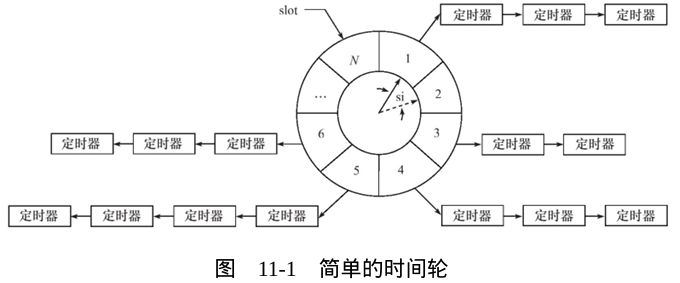 slot
定时器 定时器 定时器
N 1
… si 2
6 3
定时器 定时器 定时器 定时器 定时器
5 4
定时器 定时器 定时器 定时器 定时器 定时器 定时器
图 11-1 简单的时间轮